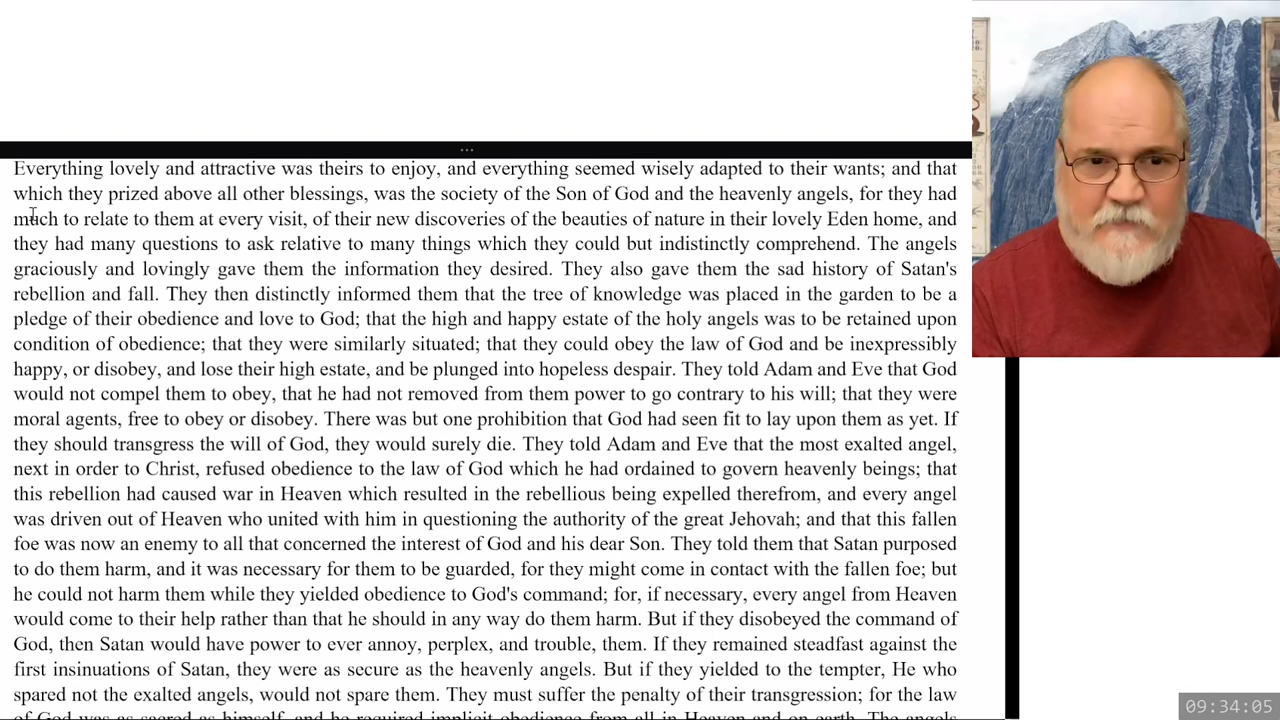 Everything lovely and attractive was theirs to enjoy, and everything seemed wisely adapted to their wants; and that
which they prized above all other blessings, was the society of the Son of God and the heavenly angels, for they had
much to relate to them at every visit, of their new discoveries of the beauties of nature in their lovely Eden home, and
they had many questions to ask relative to many things which they could but indistinctly comprehend. The angels
graciously and lovingly gave them the information they desired. They also gave them the sad history of Satan's
rebellion and fall. They then distinctly informed them that the tree of knowledge was placed in the garden to be a
pledge of their obedience and love to God; that the high and happy estate of the holy angels was to be retained upon
condition of obedience; that they were similarly situated; that they could obey the law of God and be inexpressibly
happy, or disobey, and lose their high estate, and be plunged into hopeless despair. They told Adam and Eve that God
would not compel them to obey, that he had not removed from them power to go contrary to his will; that they were
moral agents, free to obey or disobey. There was but one prohibition that God had seen fit to lay upon them as yet. If
they should transgress the will of God, they would surely die. They told Adam and Eve that the most exalted angel,
next in order to Christ, refused obedience to the law of God which he had ordained to govern heavenly beings; that
this rebellion had caused war in Heaven which resulted in the rebellious being expelled therefrom, and every angel
was driven out of Heaven who united with him in questioning the authority of the great Jehovah; and that this fallen
foe was now an enemy to all that concerned the interest of God and his dear Son. They told them that Satan purposed
to do them harm, and it was necessary for them to be guarded, for they might come in contact with the fallen foe; but
he could not harm them while they yielded obedience to God's command; for, if necessary, every angel from Heaven
would come to their help rather than that he should in any way do them harm. But if they disobeyed the command of
God, then Satan would have power to ever annoy, perplex, and trouble, them. If they remained steadfast against the
first insinuations of Satan, they were as secure as the heavenly angels. But if they yielded to the tempter, He who
spared not the exalted angels, would not spare them. They must suffer the penalty of their transgression; for the law
of God was as sacred as himself, and he required implicit obedience from all in Heaven and on earth. The angels
09:34:05